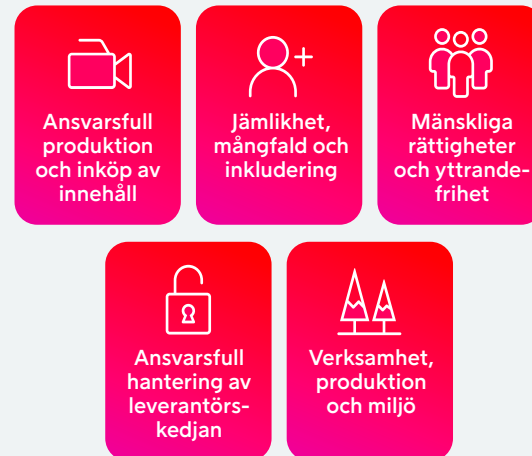 Ansvarsfull
produktion
och inköp av
innehåll
Jämlikhet,
mångfald och
inkludering
Mänskliga
rättigheter
och yttrande-
frihet
Ansvarsfull
hantering av
leverantörs-
kedjan
Verksamhet,
produktion
och miljö